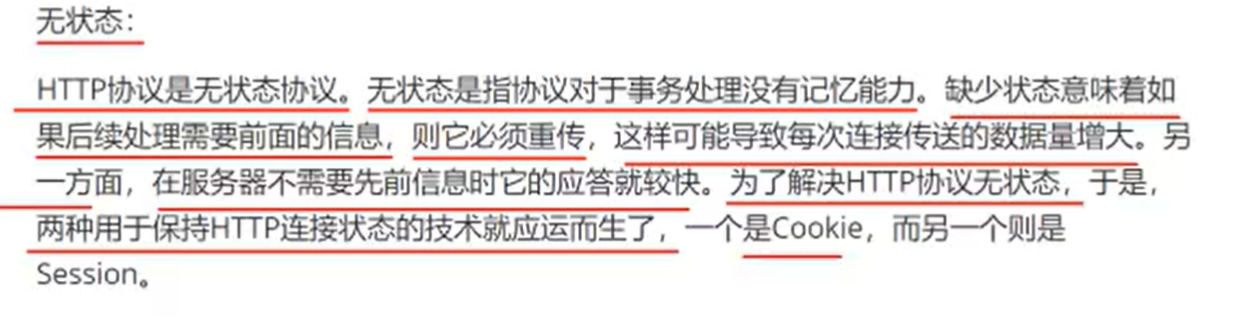 无状态：
HTTP协议是无状态协议。无状态是指协议对于事务处理没有记忆能力。缺少状态意味着如
果后续处理需要前面的信息，则它必须重传，这样可能导致每次连接传送的数据量增大。另
一方面，在服务器不需要先前信息时它的应答就较快。为了解决HTTP协议无状态，于是，
两种用于保持HTTP连接状态的技术就应运而生了，一个是Cookie，而另一个则是
Session。